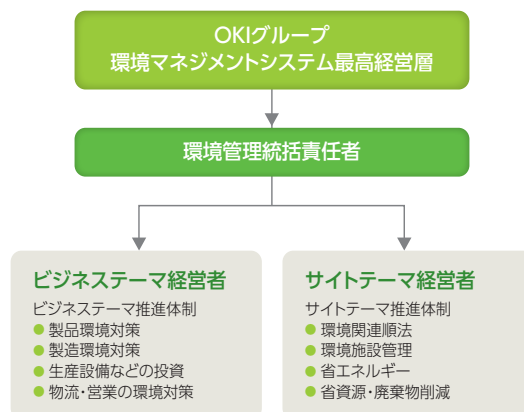 OKIグループ
環境マネジメントシステム最高経営層
環境管理統括責任者
ビジネステーマ経営者
ビジネステーマ推進体制
● 製品環境対策
● 製造環境対策
● 生産設備などの投資
● 物流・営業の環境対策
サイトテーマ経営者
サイトテーマ推進体制
● 環境関連順法
● 環境施設管理
● 省エネルギー
● 省資源・廃棄物削減